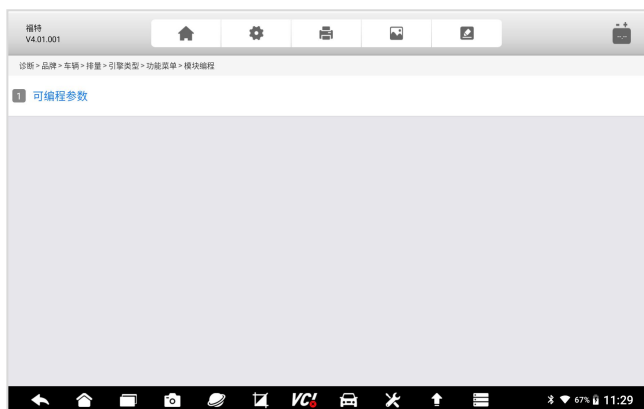 福特
V4.01.001
诊断 > 品牌 > 车辆 > 排量 > 引擎类型 > 功能菜单 > 模块编程
1 可编程参数
VCI 67% 11:29